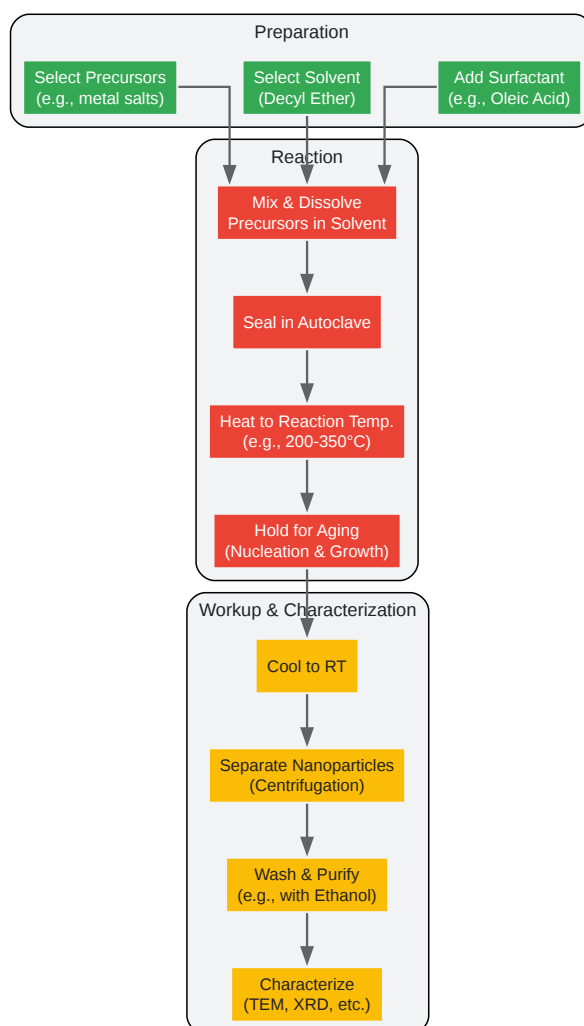 Preparation
Select Precursors
(e.g., metal salts)
Select Solvent
(Decyl Ether)
Add Surfactant
(e.g., Oleic Acid)
Reaction
Mix & Dissolve
Precursors in Solvent
Seal in Autoclave
Heat to Reaction Temp.
(e.g., 200-350°C)
Hold for Aging
(Nucleation & Growth)
Workup & Characterization
Cool to RT
Separate Nanoparticles
(Centrifugation)
Wash & Purify
(e.g., with Ethanol)
Characterize
(TEM, XRD, etc.)